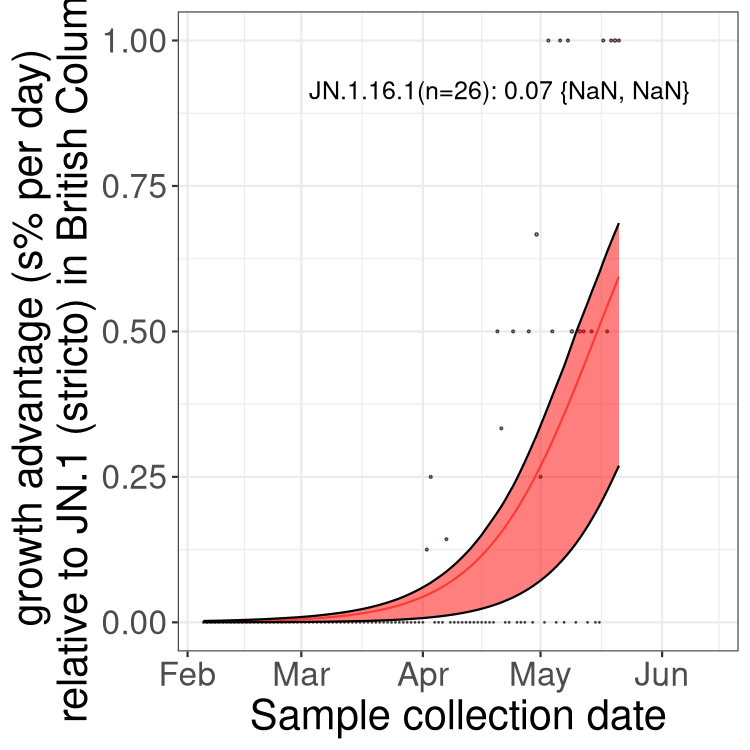 growth advantage (s% per day)
relative to JN.1 (stricto) in British Colum
1.00
0.75
0.50
0.25
0.00
JN.1.16.1(n=26): 0.07 {NaN, NaN}
Feb Mar Apr May Jun
Sample collection date